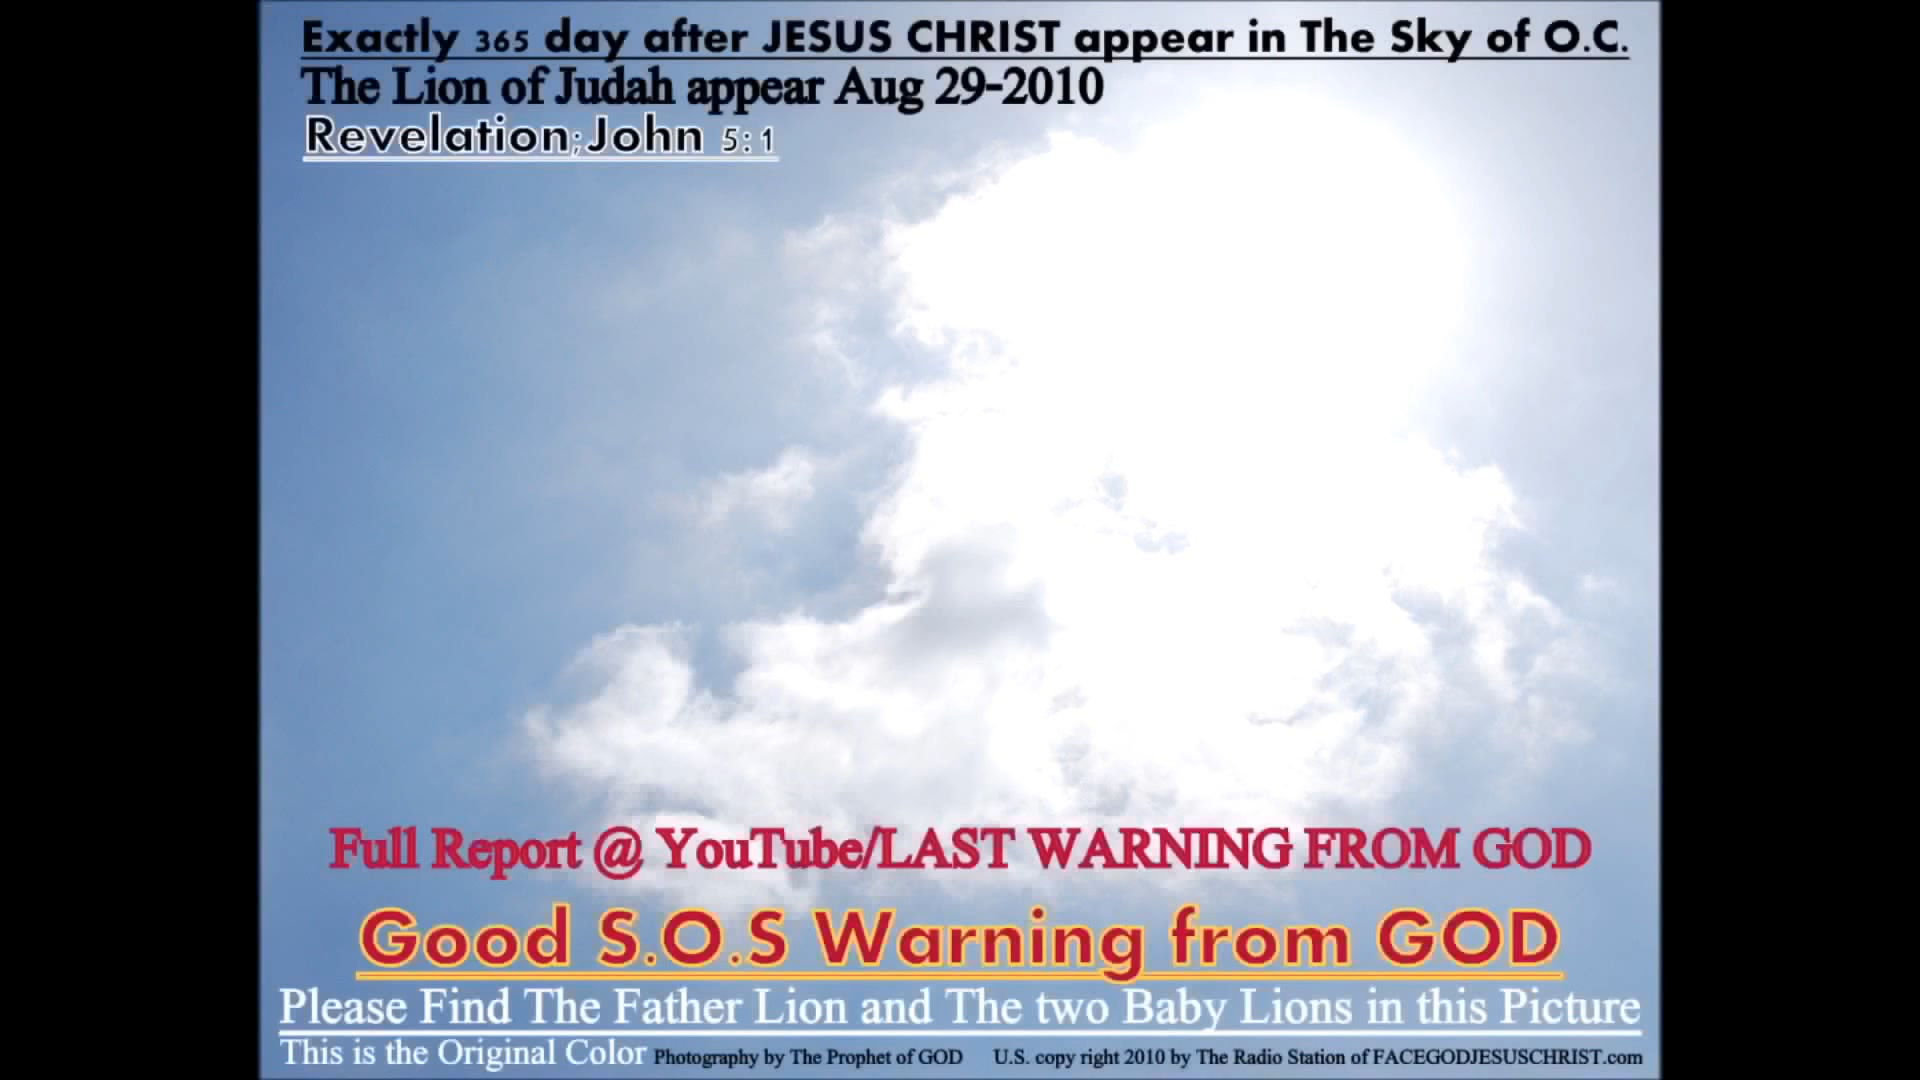 Exactly 365 day after JESUS CHRIST appear in The Sky of O.C.
The Lion of Judah appear Aug 29-2010
Revelation;John 5:1
Full Report @ YouTube/LAST WARNING FROM GOD
Good S.O.S Warning from GOD
Please Find The Father Lion and The two Baby Lions in this Picture
This is the Original Color Photography by The Prophet of GOD U.S. copy right 2010 by The Radio Station of FACEGODJESUSCHRIST.com